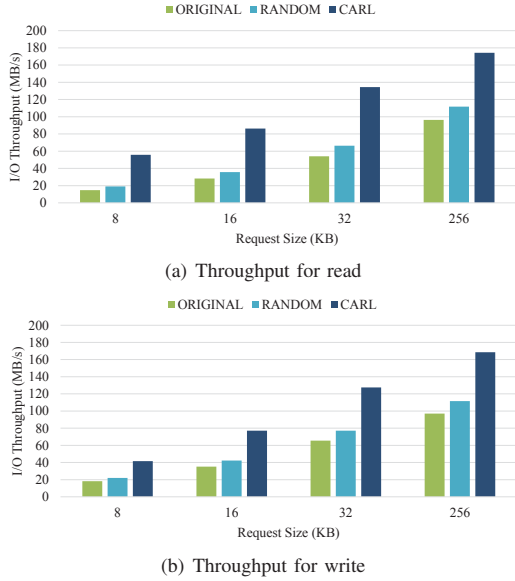 ORIGINAL RANDOM CARL
I/O Throughput (MB/s)
200
180
160
140
120
100
80
60
40
20
0
8 16 32 256
Request Size (KB)
(a) Throughput for read
ORIGINAL RANDOM CARL
I/O Throughput (MB/s)
200
180
160
140
120
100
80
60
40
20
0
8 16 32 256
Request Size (KB)
(b) Throughput for write